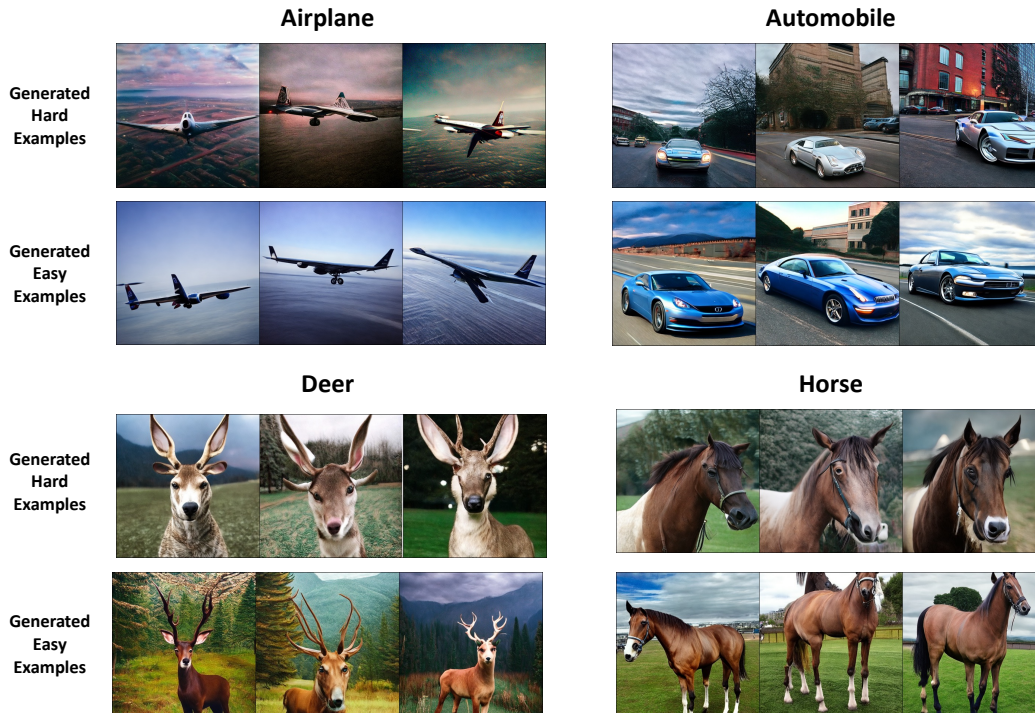 Airplane
Automobile
Generated
Hard
Examples
Generated
Easy
Examples
Deer
Horse
Generated
Hard
Examples
Generated
Easy
Examples